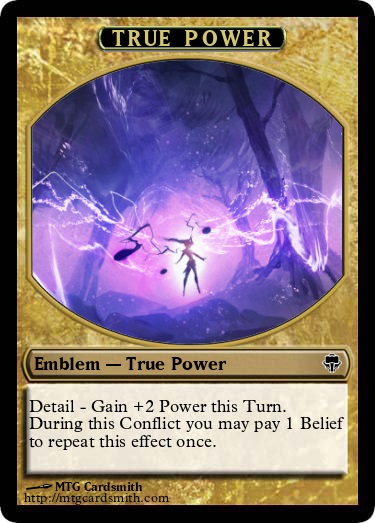 TRUE POWER
Emblem — True Power
Detail - Gain +2 Power this Turn.
During this Conflict you may pay 1 Belief
to repeat this effect once.
MTG Cardsmith
http://mtgcardsmith.com